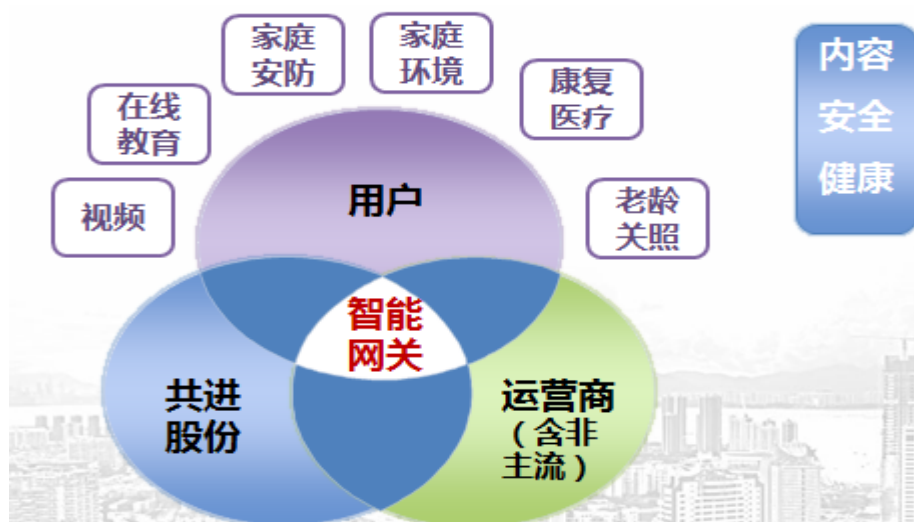 家庭
安防
家庭
环境
在线
教育
康复
医疗
视频
老龄
关照
用户
智能
网关
共进
股份
运营商
（含非
主流）
内容
安全
健康